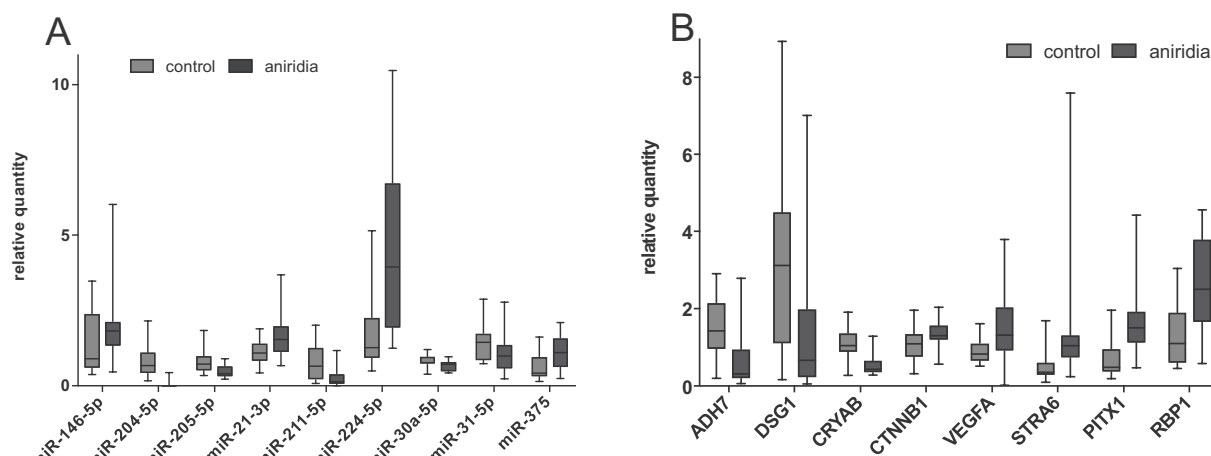 A
control aniridia
relative quantity
10
5
0
miR-146-5p
miR-204-5p
miR-205-5p
miR-21-3p
miR-211-5p
miR-224-5p
miR-30a-5p
miR-31-5p
miR-375
B
control aniridia
relative quantity
8
6
4
2
0
ADH7
DSG1
CRYAB
CTNNB1
VEGFA
STRA6
PITX1
RBP1